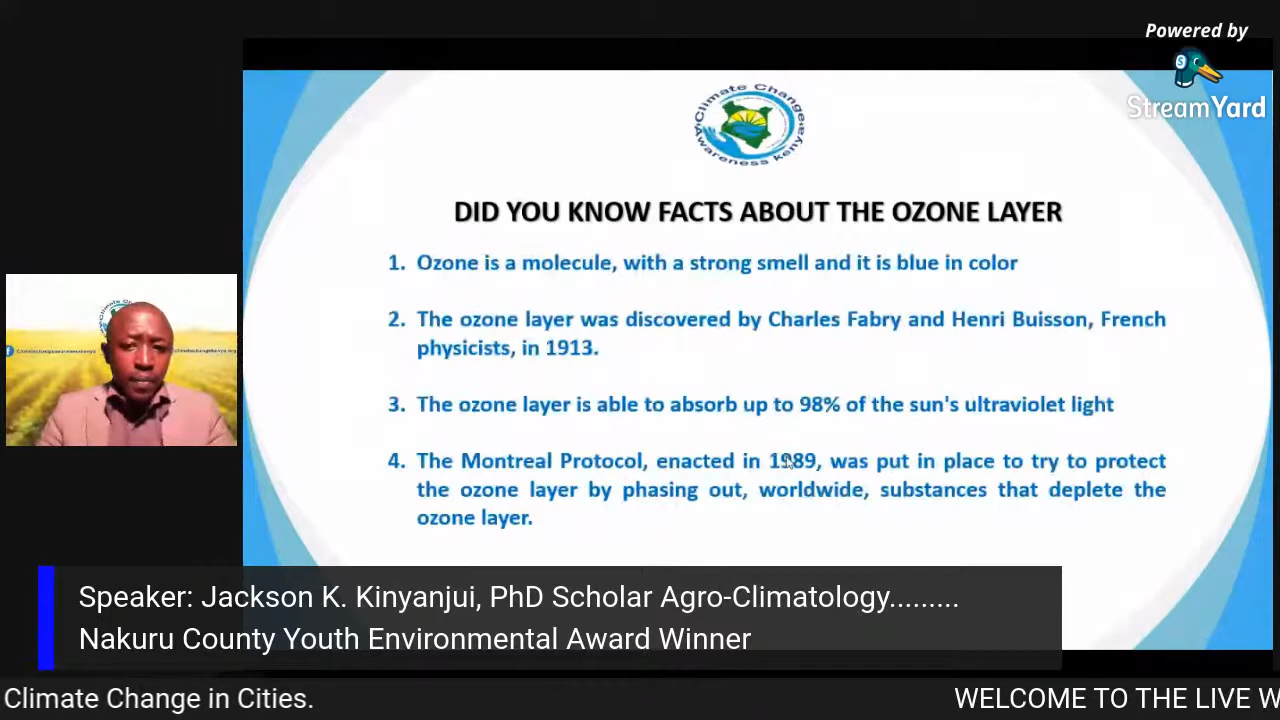 Powered by
StreamYard
Climate Change
Awareness Kenya
DID YOU KNOW FACTS ABOUT THE OZONE LAYER
1. Ozone is a molecule, with a strong smell and it is blue in color
2. The ozone layer was discovered by Charles Fabry and Henri Buisson, French
physicists, in 1913.
3. The ozone layer is able to absorb up to 98% of the sun's ultraviolet light
4. The Montreal Protocol, enacted in 1989, was put in place to try to protect
the ozone layer by phasing out, worldwide, substances that deplete the
ozone layer.
Speaker: Jackson K. Kinyanjui, PhD Scholar Agro-Climatology.........
Nakuru County Youth Environmental Award Winner
Climate Change in Cities. WELCOME TO THE LIVE W